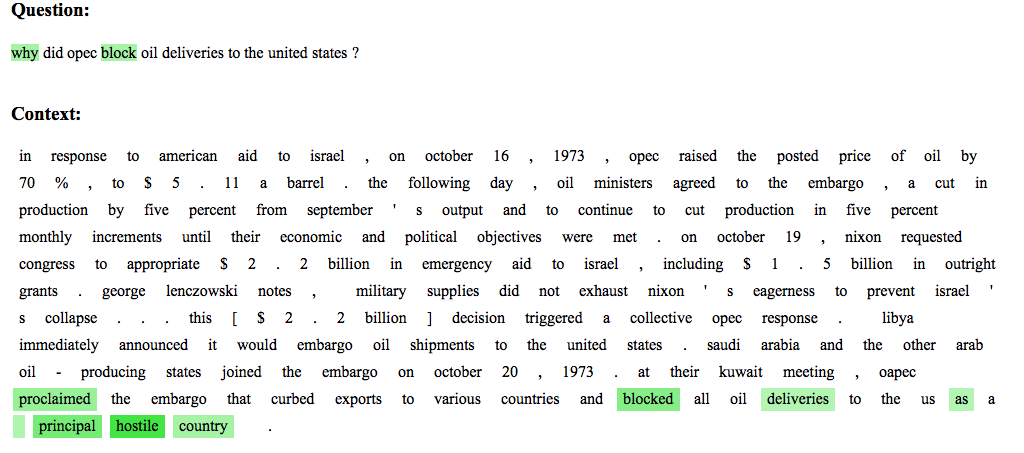 Question:
why did opec block oil deliveries to the united states ?
Context:
in response to american aid to israel , on october 16 , 1973 , opec raised the posted price of oil by
70 % , to $ 5 . 11 a barrel . the following day , oil ministers agreed to the embargo , a cut in
production by five percent from september ' s output and to continue to cut production in five percent
monthly increments until their economic and political objectives were met . on october 19 , nixon requested
congress to appropriate $ 2 . 2 billion in emergency aid to israel , including $ 1 . 5 billion in outright
grants . george lenczowski notes , military supplies did not exhaust nixon ' s eagerness to prevent israel '
s collapse . . . this [ $ 2 . 2 billion ] decision triggered a collective opec response . libya
immediately announced it would embargo oil shipments to the united states . saudi arabia and the other arab
oil - producing states joined the embargo on october 20 , 1973 . at their kuwait meeting , oapec
proclaimed the embargo that curbed exports to various countries and blocked all oil deliveries to the us as a
principal hostile country .